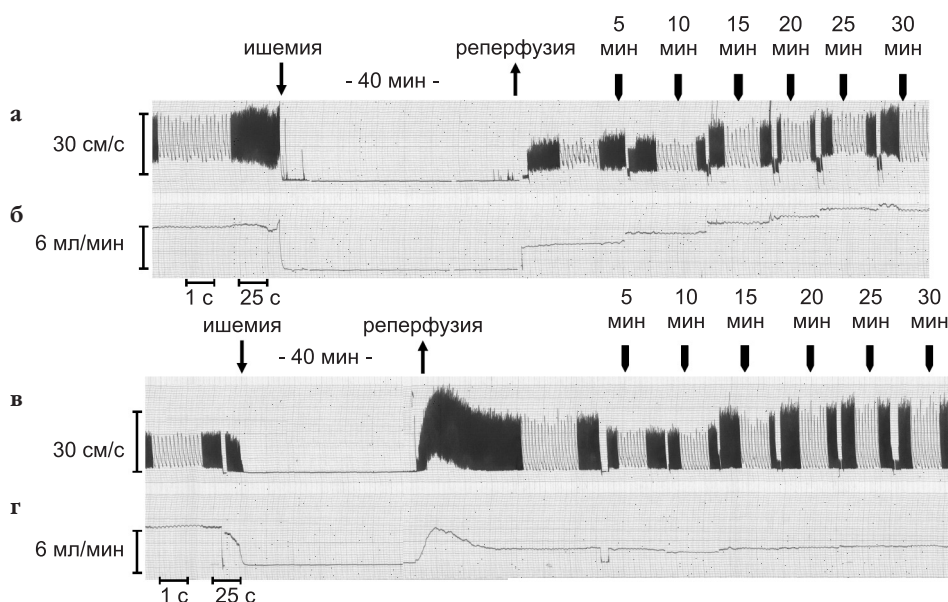 5 10 15 20 25 30
ишемия реперфузия мин мин мин мин мин мин
- 40 мин -
а
30 см/с
б
6 мл/мин
1 с 25 с
5 10 15 20 25 30
ишемия реперфузия мин мин мин мин мин мин
- 40 мин -
в
30 см/с
г
6 мл/мин
1 с 25 с